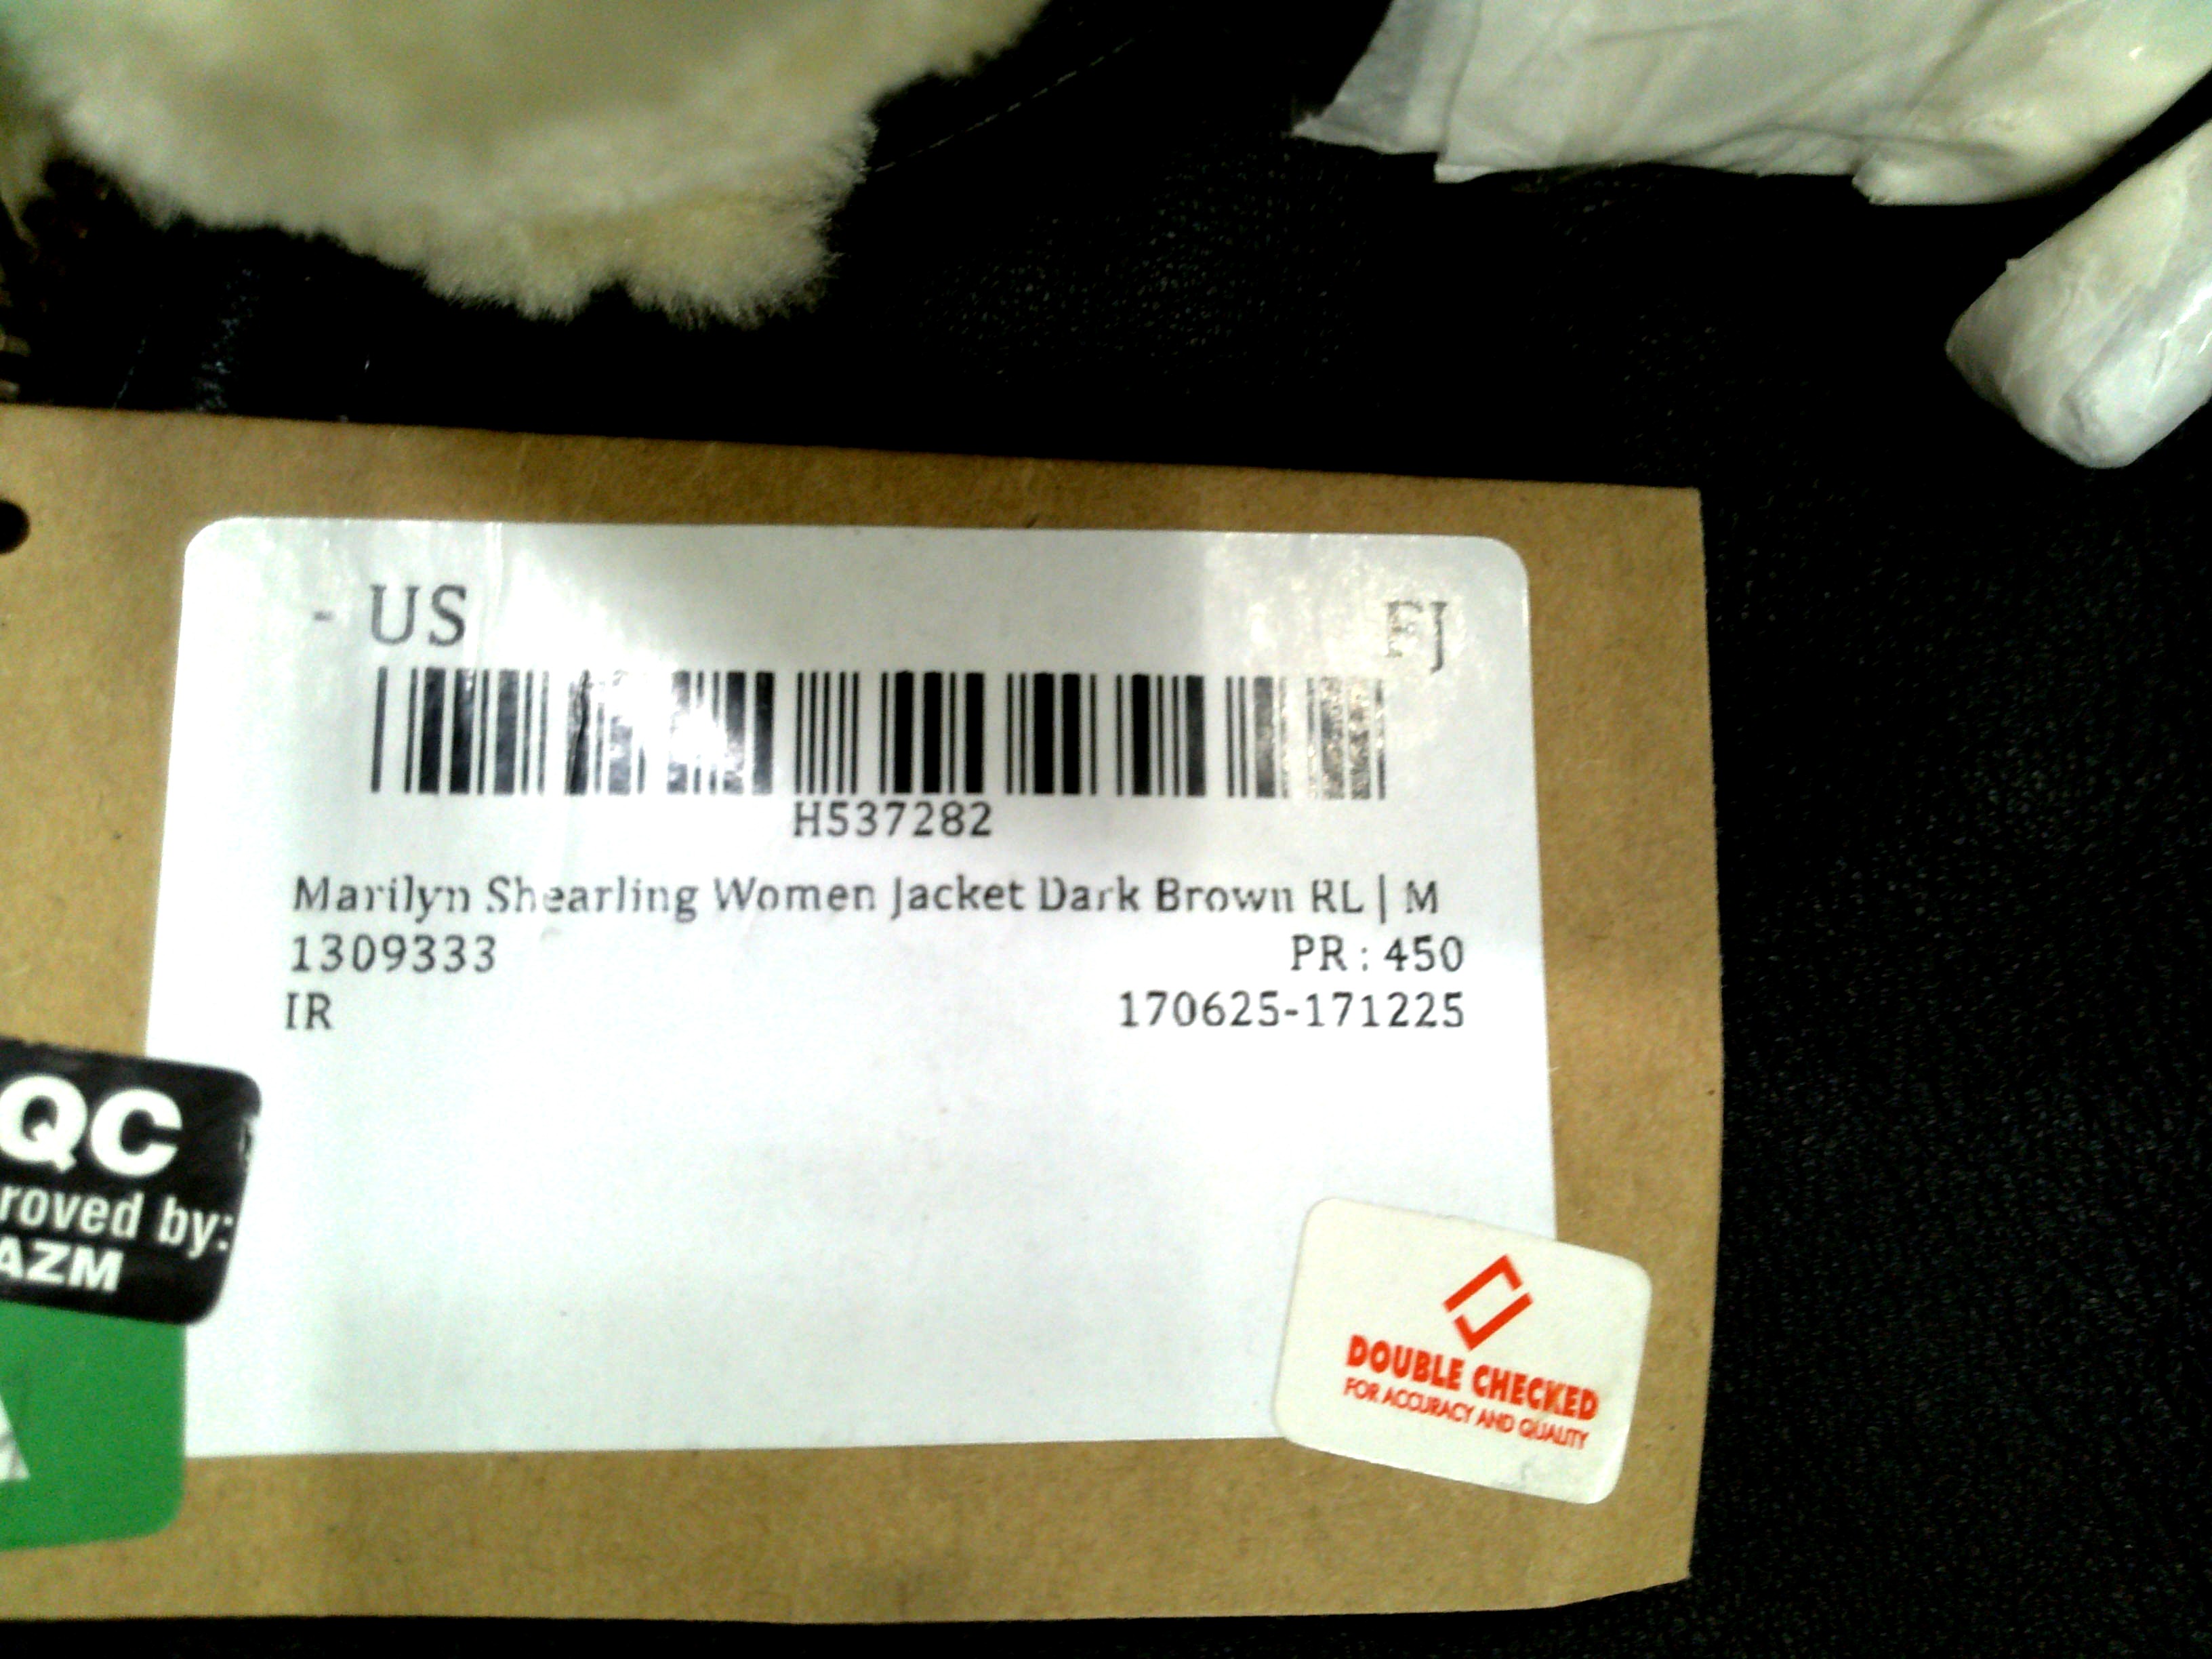 - US
FJ
H537282
Marilyn Shearling Women Jacket Dark Brown RL | M
1309333
PR : 450
IR
170625-171225
QC
roved by:
AZM
DOUBLE CHECKED
FOR ACCURACY AND QUALITY